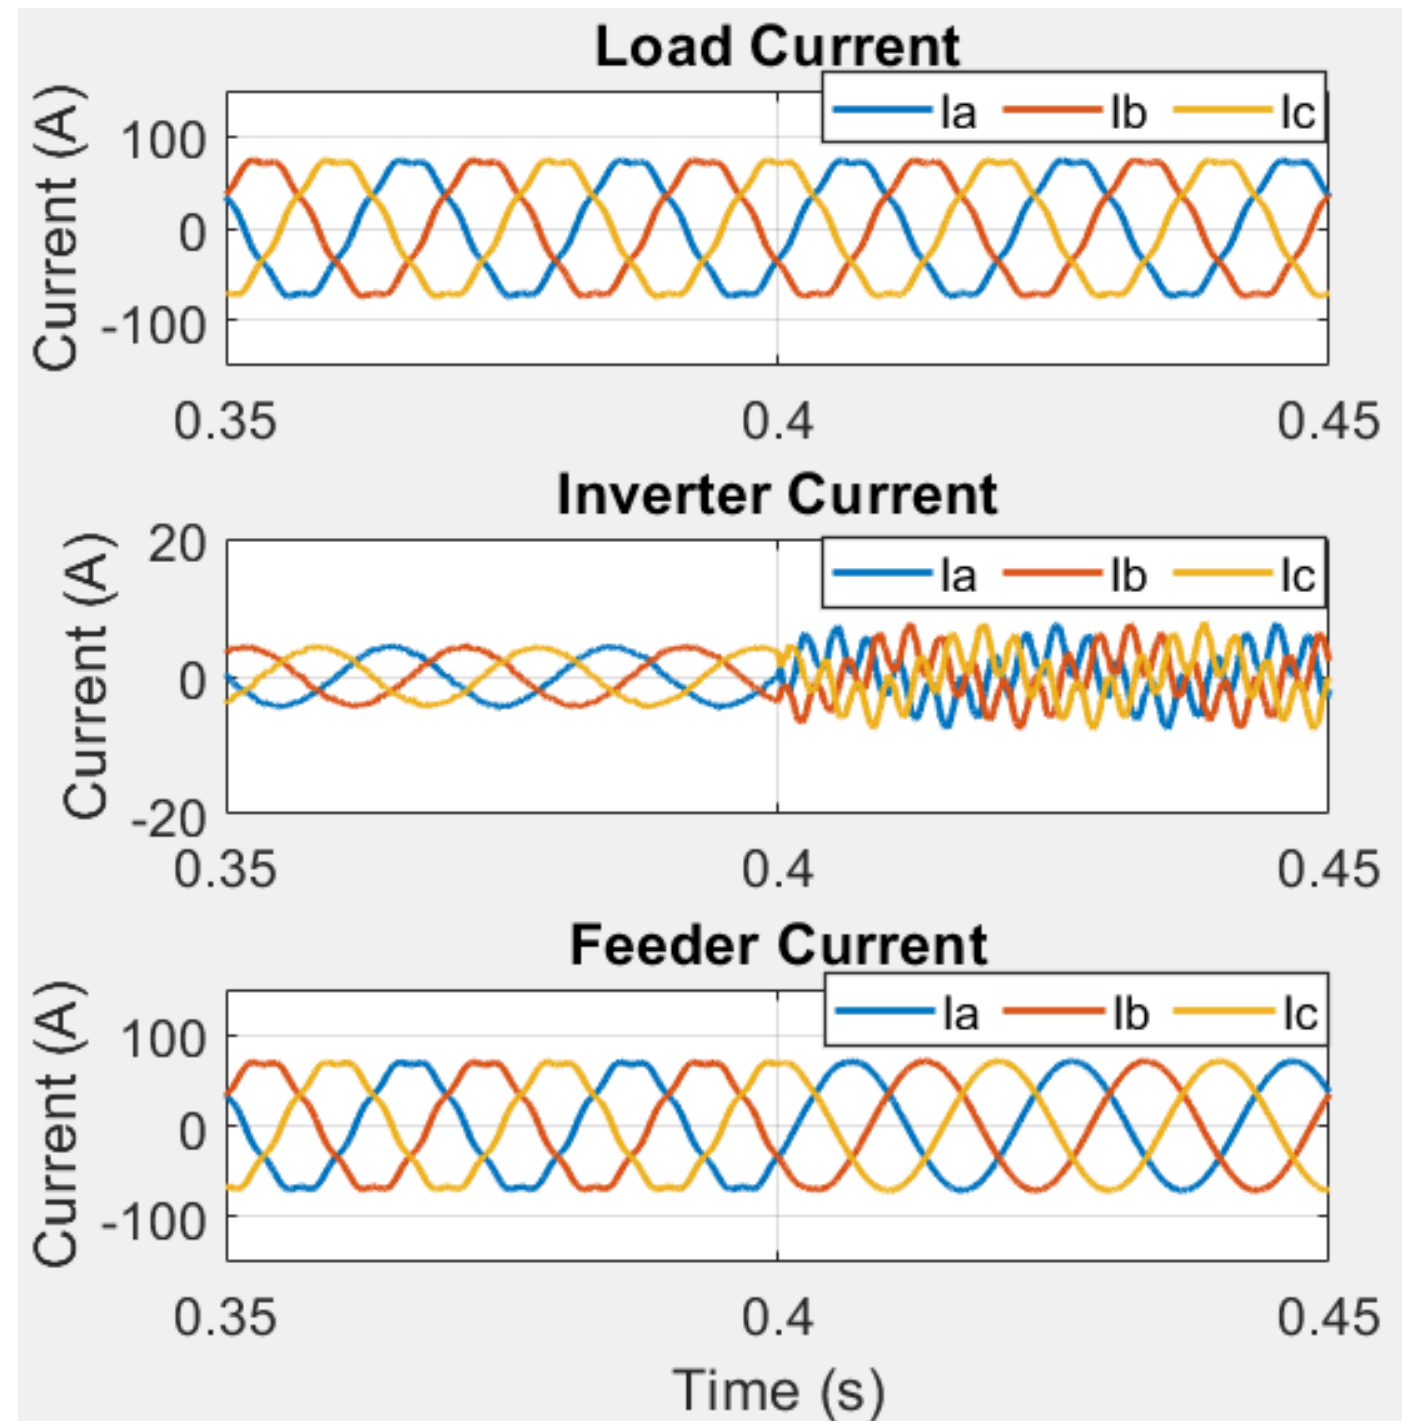 Load Current
Ia Ib Ic
Current (A)
100
0
-100
0.35 0.4 0.45
Inverter Current
Ia Ib Ic
Current (A)
20
0
-20
0.35 0.4 0.45
Feeder Current
Ia Ib Ic
Current (A)
100
0
-100
0.35 0.4 0.45
Time (s)